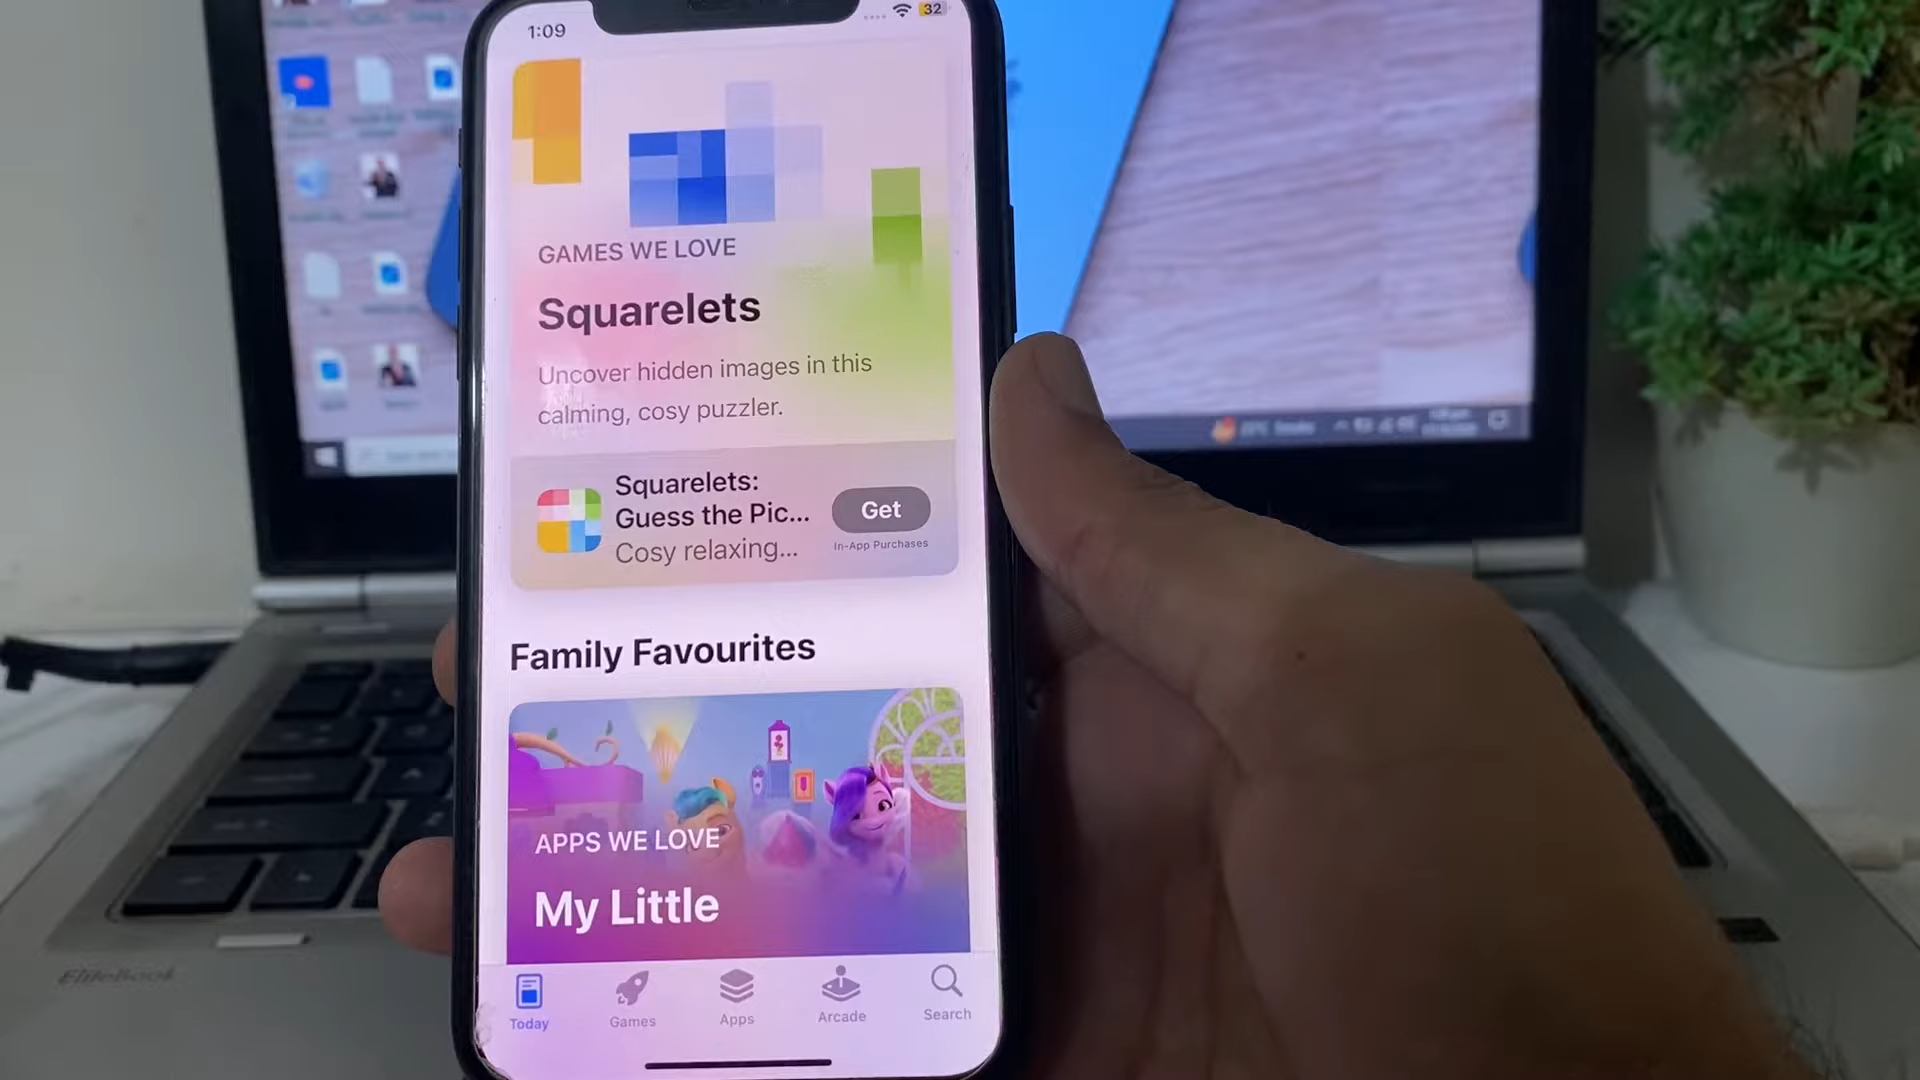 1:09
32
GAMES WE LOVE
Squarelets
Uncover hidden images in this
calming, cosy puzzler.
Squarelets:
Guess the Pic...
Cosy relaxing...
Get
In-App Purchases
Family Favourites
APPS WE LOVE
My Little
Today
Games
Apps
Arcade
Search
EliteBook